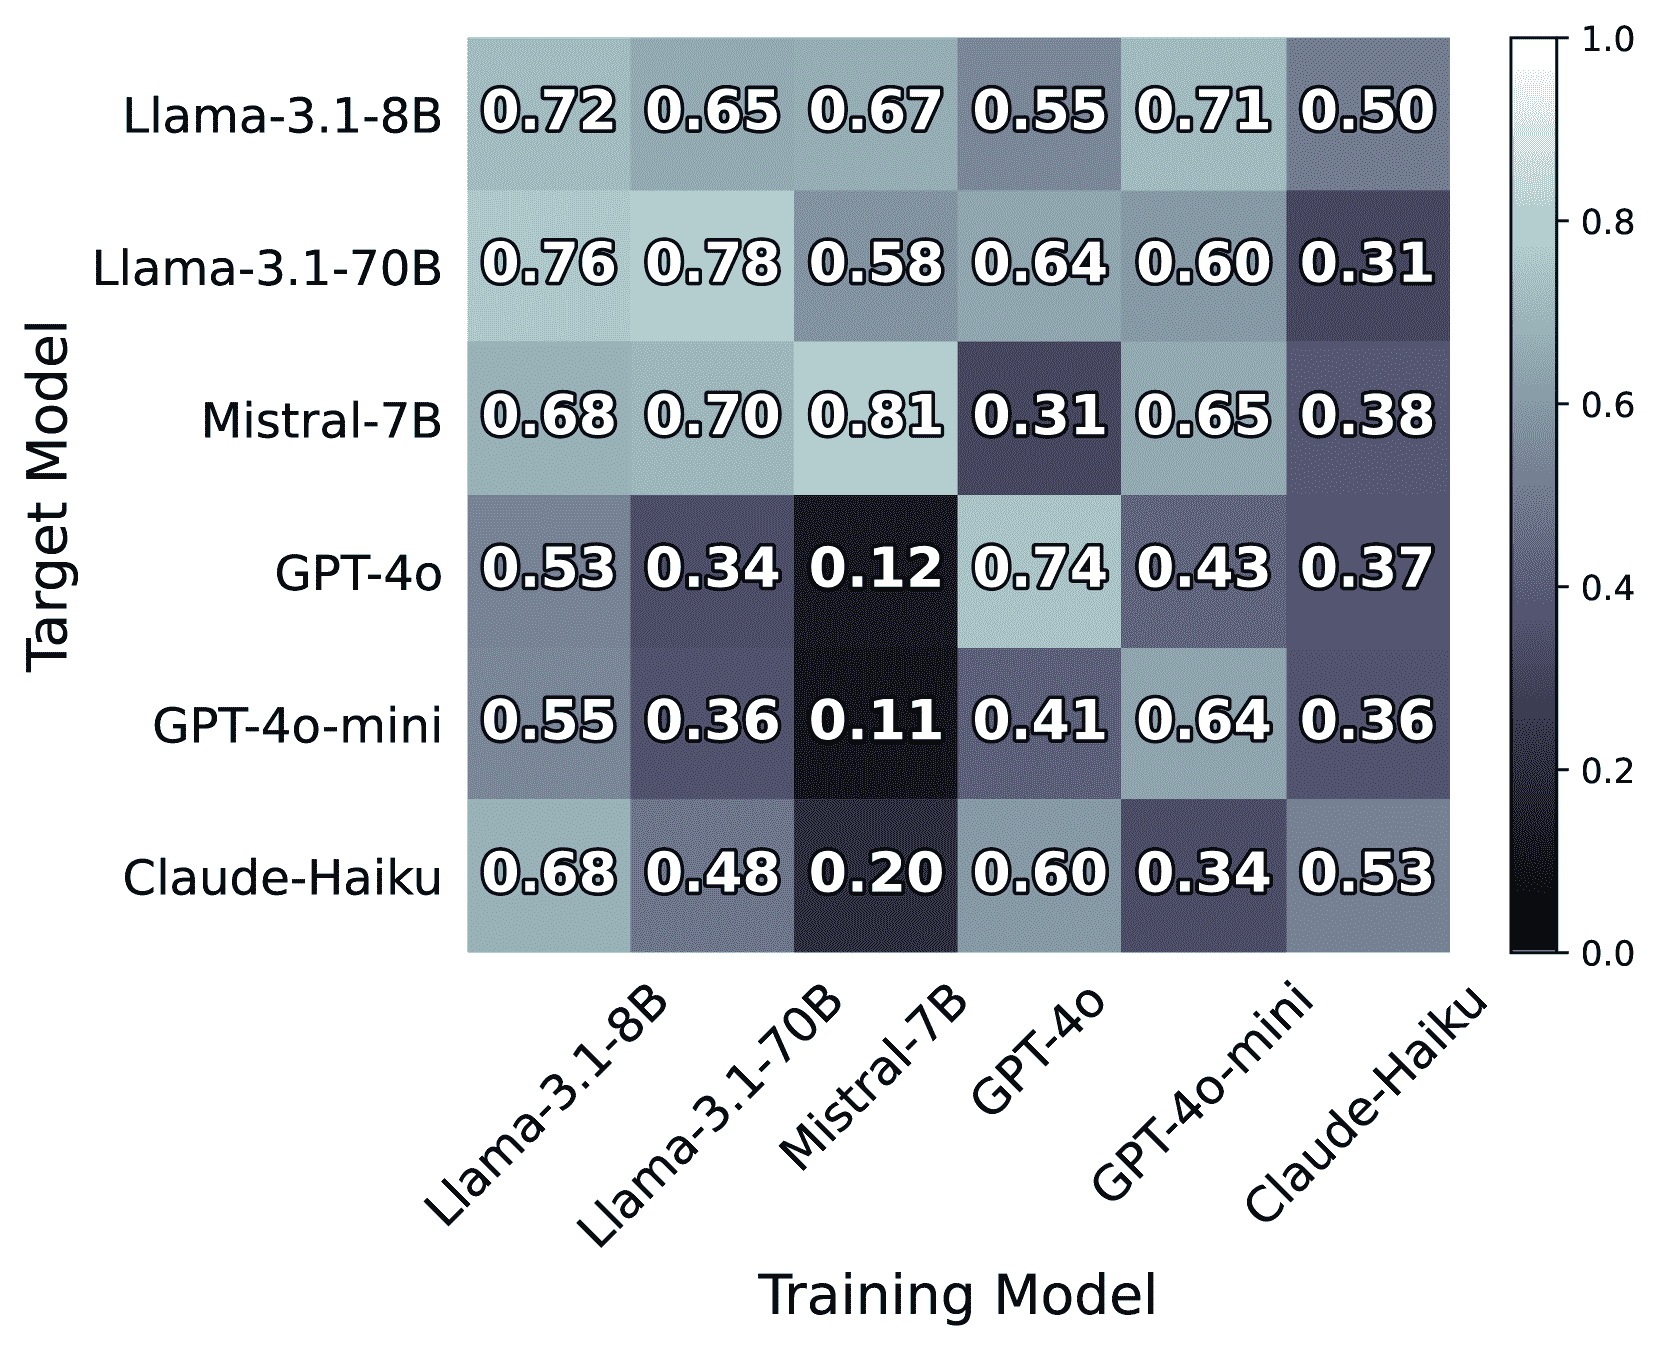 Target Model
Llama-3.1-8B 0.72 0.65 0.67 0.55 0.71 0.50
Llama-3.1-70B 0.76 0.78 0.58 0.64 0.60 0.31
Mistral-7B 0.68 0.70 0.81 0.31 0.65 0.38
GPT-4o 0.53 0.34 0.12 0.74 0.43 0.37
GPT-4o-mini 0.55 0.36 0.11 0.41 0.64 0.36
Claude-Haiku 0.68 0.48 0.20 0.60 0.34 0.53
Llama-3.1-8B
Llama-3.1-70B
Mistral-7B
GPT-4o
GPT-4o-mini
Claude-Haiku
Training Model
1.0
0.8
0.6
0.4
0.2
0.0